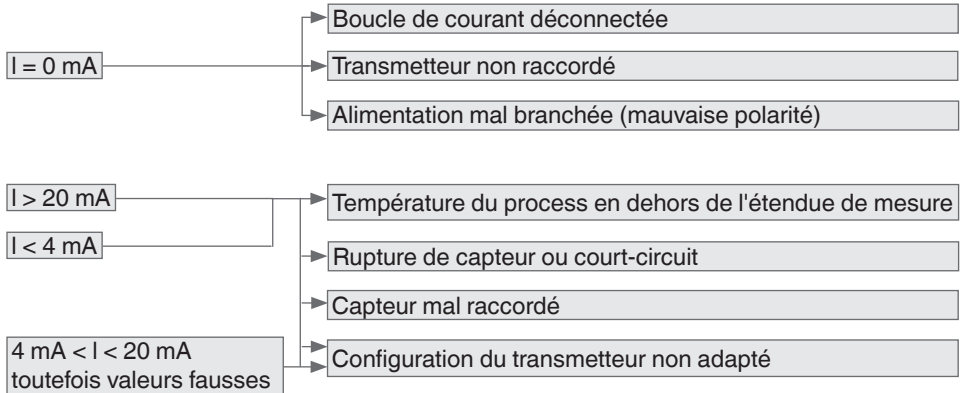 Boucle de courant déconnectée
I = 0 mA
Transmetteur non raccordé
Alimentation mal branchée (mauvaise polarité)
I > 20 mA
Température du process en dehors de l'étendue de mesure
I < 4 mA
Rupture de capteur ou court-circuit
Capteur mal raccordé
4 mA < I < 20 mA
toutefois valeurs fausses
Configuration du transmetteur non adapté